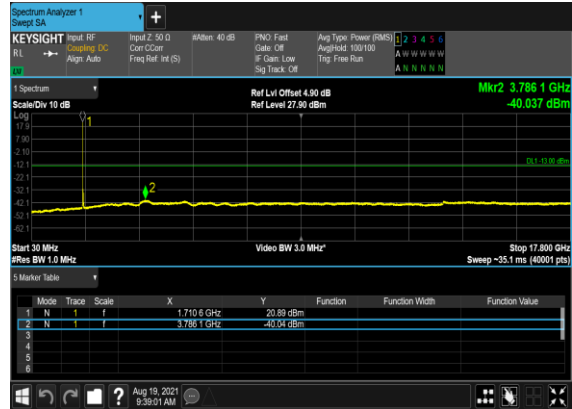 Spectrum Analyzer 1
Swept SA
+
KEYSIGHT Input: RF Input Z: 50 Ω #Atten: 40 dB PNO: Fast Avg Type: Power (RMS) 1 2 3 4 5 6
RL Coupling: DC Corr CCorr Gate: Off Avg|Hold: 100/100 A W W W W W
Align: Auto Freq Ref: Int (S) IF Gain: Low Trig: Free Run
Sig Track: Off A N N N N N
1 Spectrum Ref Lvl Offset 4.90 dB Mkr2 3.786 1 GHz
Scale/Div 10 dB Ref Level 27.90 dBm -40.037 dBm
Log
17.9
7.90
-2.10
-12.1
-22.1
-32.1
-42.1
-52.1
-62.1
1
DL1 -13.00 dBm
2
Start 30 MHz Video BW 3.0 MHz* Stop 17.800 GHz
#Res BW 1.0 MHz Sweep ~35.1 ms (40001 pts)
5 Marker Table
Mode Trace Scale X Y Function Function Width Function Value
1 N 1 f 1.710 6 GHz 20.89 dBm
2 N 1 f 3.786 1 GHz -40.04 dBm
3
4
5
6
? Aug 19, 2021
9:39:01 AM